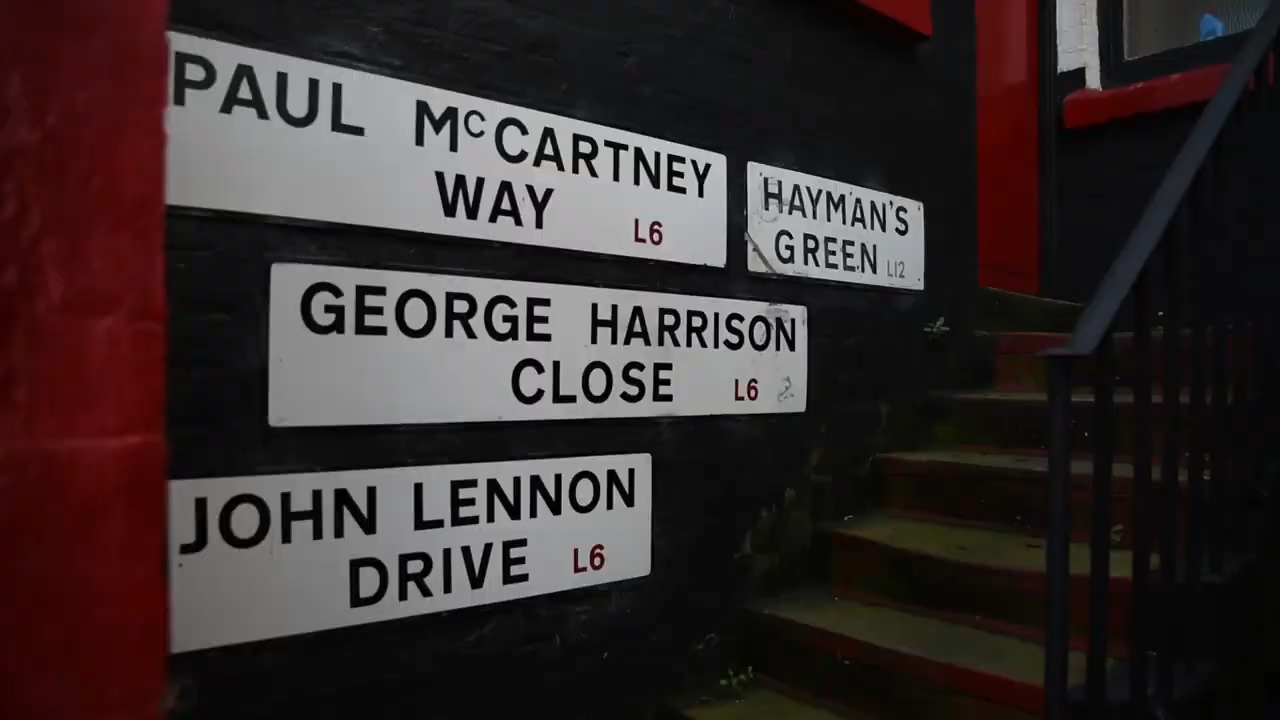 PAUL McCARTNEY
WAY L6
HAYMAN'S
GREEN L12
GEORGE HARRISON
CLOSE L6
JOHN LENNON
DRIVE L6